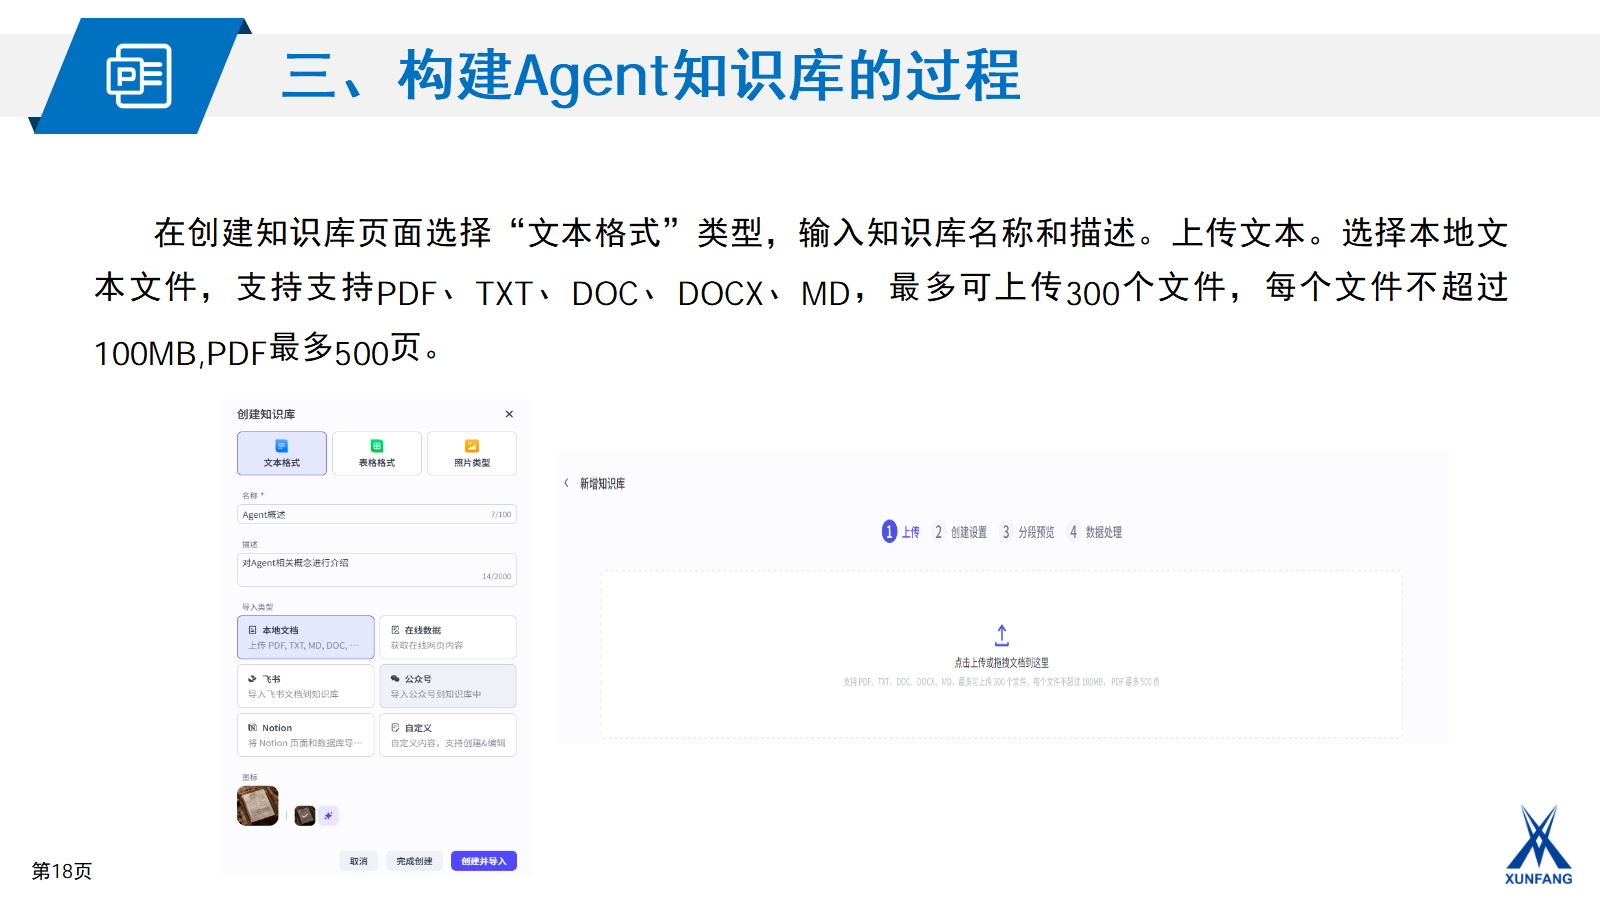 三、构建Agent知识库的过程
在创建知识库页面选择“文本格式”类型，输入知识库名称和描述。上传文本。选择本地文
本文件，支持支持PDF、TXT、DOC、DOCX、MD，最多可上传300个文件，每个文件不超过
100MB,PDF最多500页。
创建知识库 ×
文本格式 表格格式 照片类型
名称 *
Agent概述 7/100
描述
对Agent相关概念进行介绍
14/2000
导入类型
本地文档 在线数据
上传 PDF, TXT, MD, DOC, ··· 获取在线网页内容
飞书 公众号
导入飞书文档到知识库 导入公众号到知识库中
Notion 自定义
将 Notion 页面和数据库导··· 自定义内容，支持创建&编辑
图标
取消 完成创建 创建并导入
新增知识库
1 上传 2 创建设置 3 分段预览 4 数据处理
点击上传或拖拽文档到这里
支持 PDF、TXT、DOC、DOCX、MD，最多可上传 300 个文件，每个文件不超过 100MB，PDF 最多 500 页
第18页
XUNFANG